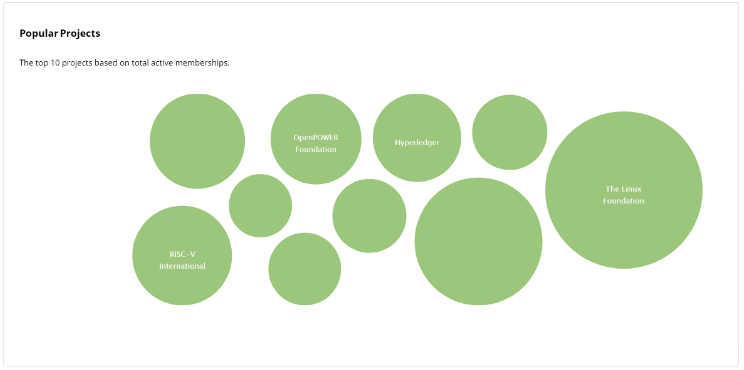 Popular Projects
The top 10 projects based on total active memberships.
OpenPOWER
Foundation
Hyperledger
The Linux
Foundation
RISC-V
International